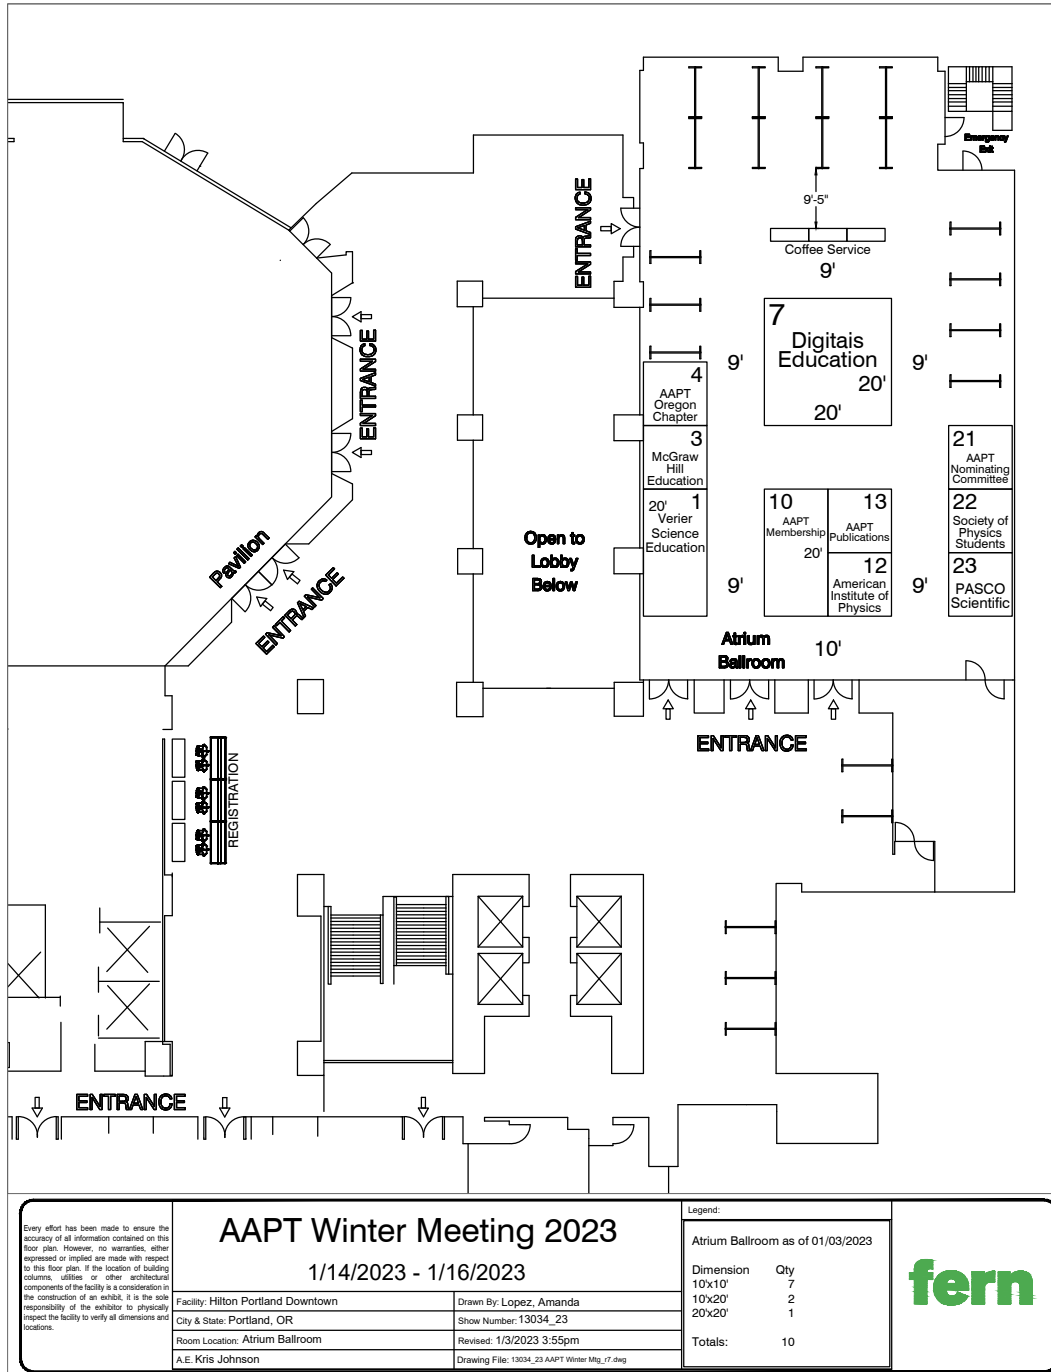 Emergency
Exit
ENTRANCE
9'-5"
Coffee Service
9'
7
Digitais
Education
20'
20'
9'
9'
4
AAPT
Oregon
Chapter
3
McGraw
Hill
Education
20'
1
Verier
Science
Education
21
AAPT
Nominating
Committee
22
Society of
Physics
Students
23
PASCO
Scientific
10
AAPT
Membership
20'
13
AAPT
Publications
12
American
Institute of
Physics
9'
9'
Atrium
Ballroom
10'
ENTRANCE
ENTRANCE
Pavilion
ENTRANCE
Open to
Lobby
Below
REGISTRATION
ENTRANCE
Every effort has been made to ensure the
accuracy of all information contained on this
floor plan. However, no warranties, either
expressed or implied are made with respect
to this floor plan. If the location of building
columns, utilities or other architectural
components of the facility is a consideration in
the construction of an exhibit, it is the sole
responsibility of the exhibitor to physically
inspect the facility to verify all dimensions and
locations.
AAPT Winter Meeting 2023
1/14/2023 - 1/16/2023
Facility: Hilton Portland Downtown
Drawn By: Lopez, Amanda
City & State: Portland, OR
Show Number: 13034_23
Room Location: Atrium Ballroom
Revised: 1/3/2023 3:55pm
A.E. Kris Johnson
Drawing File: 13034_23 AAPT Winter Mtg_r7.dwg
Legend:
Atrium Ballroom as of 01/03/2023
Dimension Qty
10'x10' 7
10'x20' 2
20'x20' 1
Totals: 10
fern